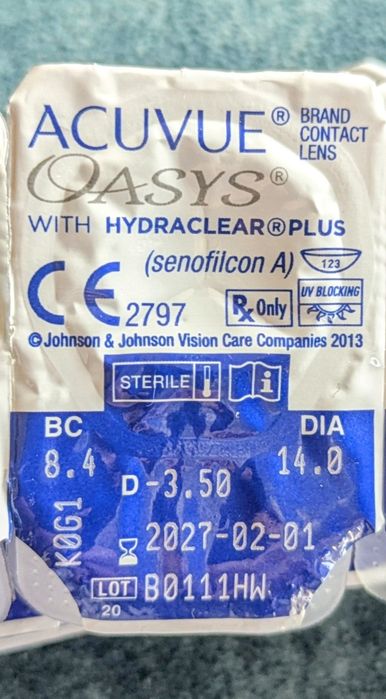 ACUVUE® BRAND CONTACT LENS
OASYS®
WITH HYDRACLEAR® PLUS
(senofilcon A) 123
CE 2797 Rx Only UV BLOCKING
©Johnson & Johnson Vision Care Companies 2013
STERILE i
BC DIA
8.4 14.0
D -3.50
K0G1
2027-02-01
LOT B0111HW
20